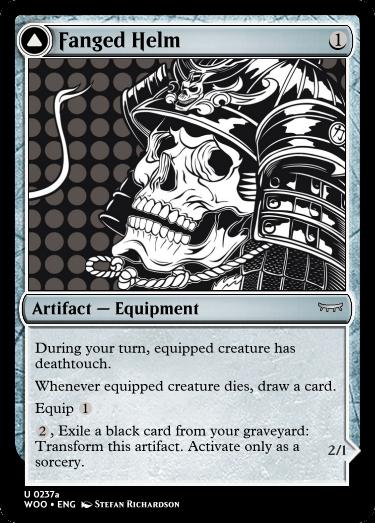 Fanged Helm 1
Artifact — Equipment
During your turn, equipped creature has
deathtouch.
Whenever equipped creature dies, draw a card.
Equip 1
2, Exile a black card from your graveyard:
Transform this artifact. Activate only as a
sorcery.
2/1
U 0237a
WOO • ENG Stefan Richardson